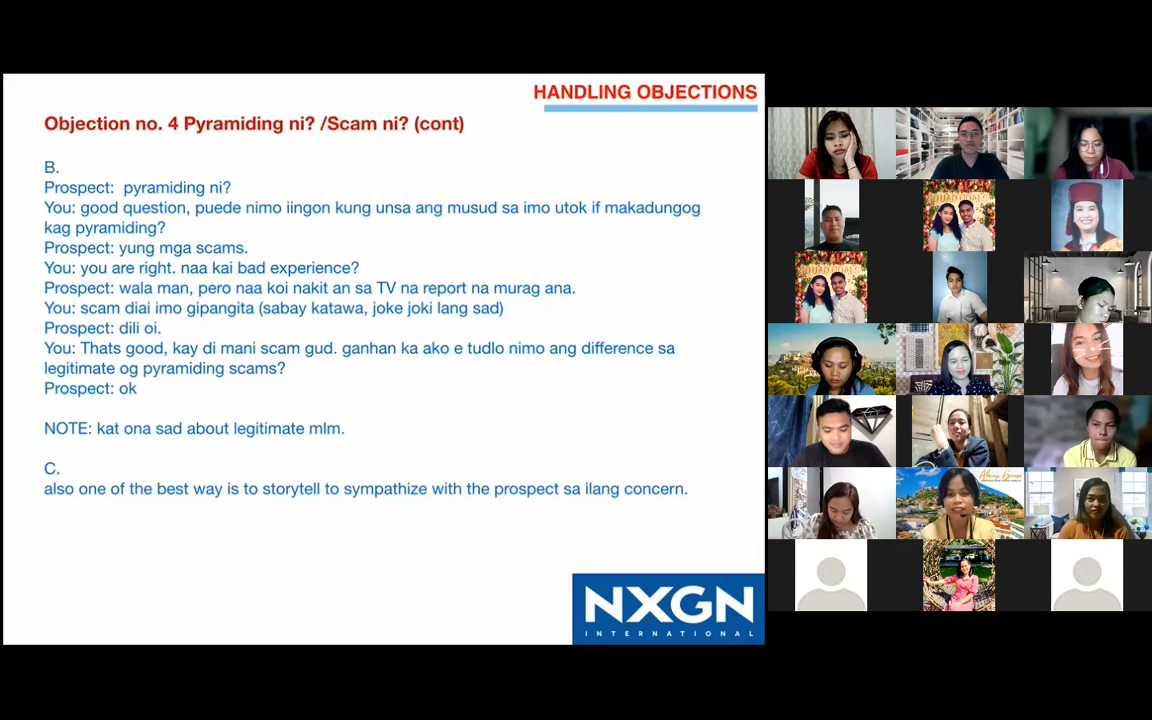 HANDLING OBJECTIONS
Objection no. 4 Pyramiding ni? /Scam ni? (cont)
B.
Prospect:  pyramiding ni?
You: good question, puede nimo iingon kung unsa ang musud sa imo utok if makadungog
kag pyramiding?
Prospect: yung mga scams.
You: you are right. naa kai bad experience?
Prospect: wala man, pero naa koi nakit an sa TV na report na murag ana.
You: scam diai imo gipangita (sabay katawa, joke joki lang sad)
Prospect: dili oi.
You: Thats good, kay di mani scam gud. ganhan ka ako e tudlo nimo ang difference sa
legitimate og pyramiding scams?
Prospect: ok
NOTE: kat ona sad about legitimate mlm.
C.
also one of the best way is to storytell to sympathize with the prospect sa ilang concern.
NXGN
INTERNATIONAL